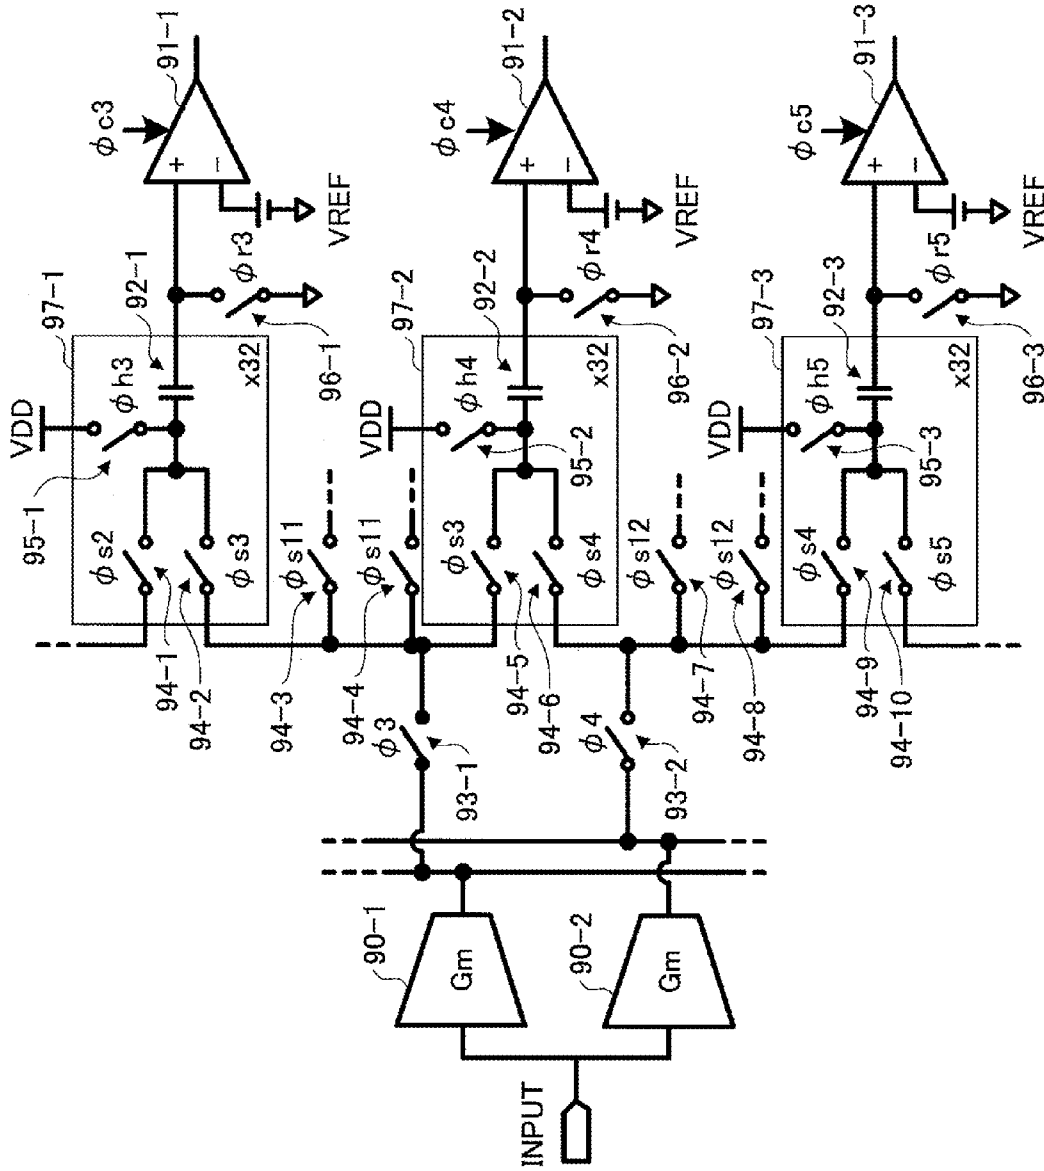 INPUT
90-1
Gm
90-2
Gm
93-1
φ3
93-2
φ4
94-1
94-2
94-3
94-4
94-5
94-6
94-7
94-8
94-9
94-10
95-1
φs2
φs3
φs11
φs11
φs3
φs4
φs12
φs12
φs4
φs5
VDD
φh3
92-1
97-1
x32
VDD
φh4
95-2
92-2
97-2
x32
VDD
φh5
95-3
92-3
97-3
x32
φr3
96-1
φr4
96-2
φr5
96-3
VREF
VREF
VREF
φc3
+
−
91-1
φc4
+
−
91-2
φc5
+
−
91-3